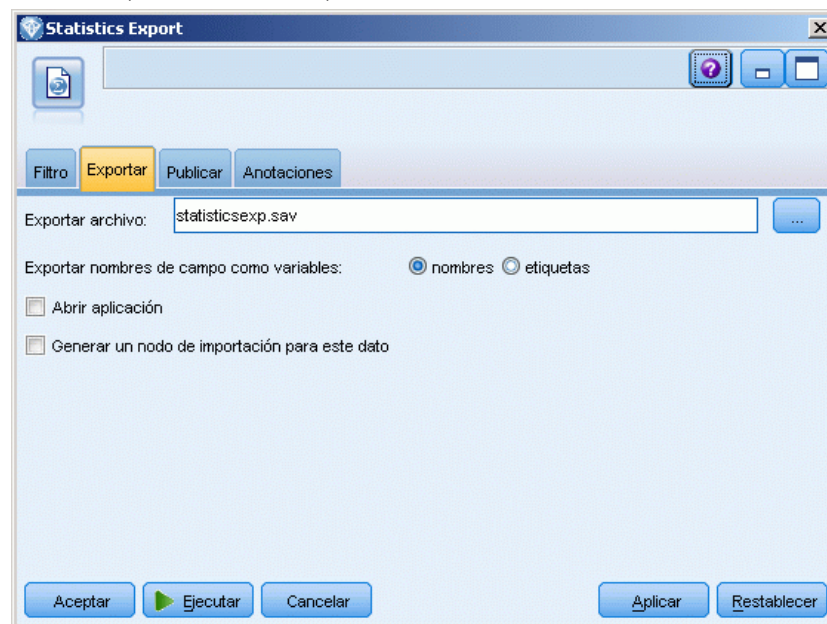 Statistics Export
Filtro Exportar Publicar Anotaciones
Exportar archivo: statisticsexp.sav ...
Exportar nombres de campo como variables: nombres etiquetas
Abrir aplicación
Generar un nodo de importación para este dato
Aceptar Ejecutar Cancelar Aplicar Restablecer